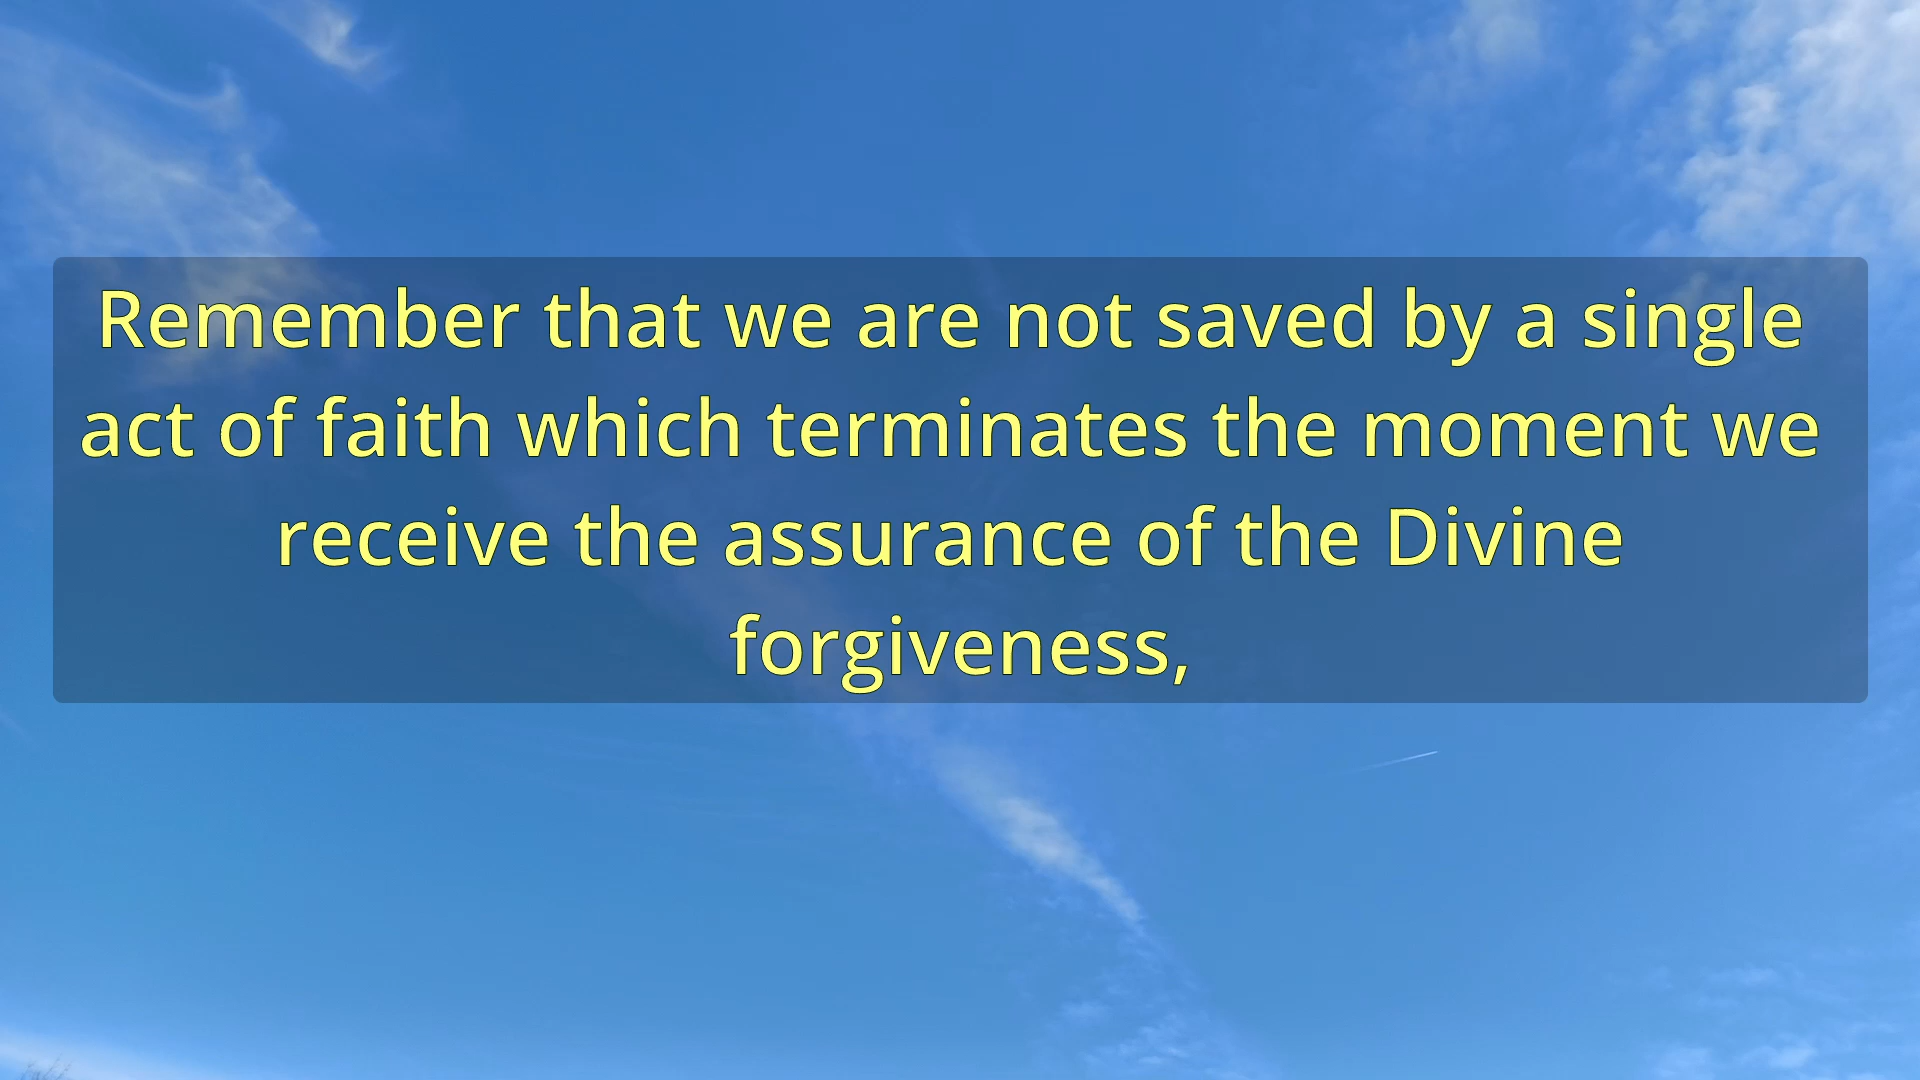 Remember that we are not saved by a single
act of faith which terminates the moment we
receive the assurance of the Divine
forgiveness,